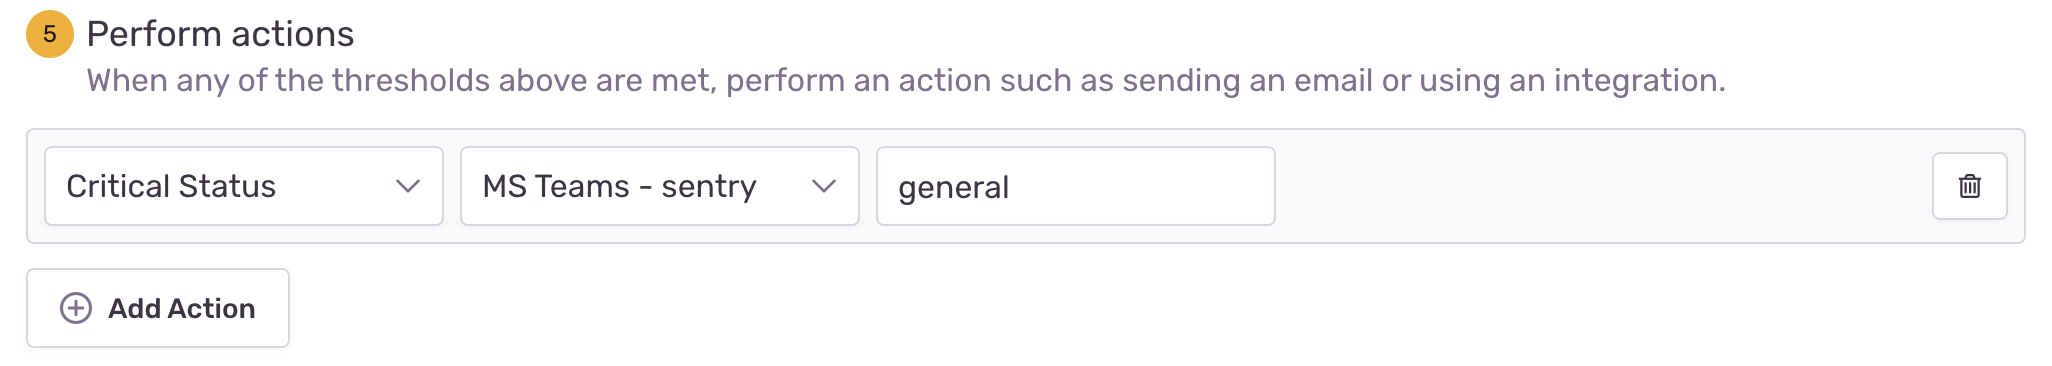 5
Perform actions
When any of the thresholds above are met, perform an action such as sending an email or using an integration.
Critical Status
MS Teams - sentry
general
Add Action